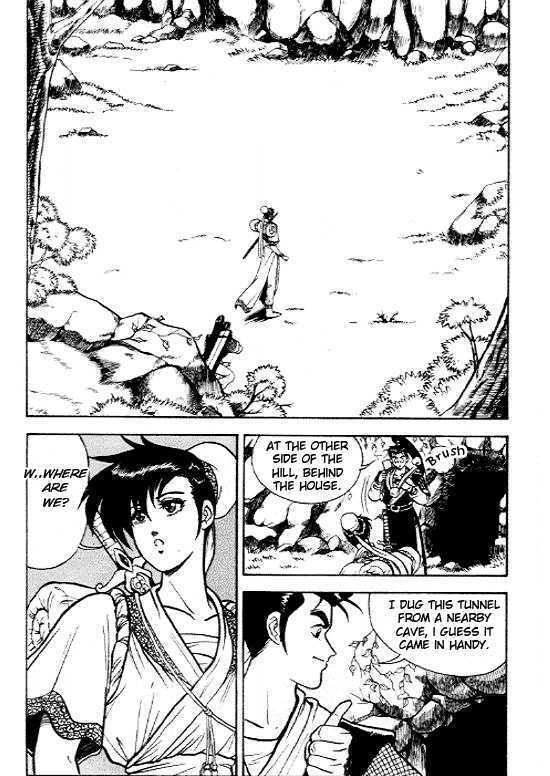 W..WHERE
ARE
WE?
AT THE OTHER
SIDE OF THE
HILL, BEHIND
THE HOUSE.
Brush
I DUG THIS TUNNEL
FROM A NEARBY
CAVE, I GUESS IT
CAME IN HANDY.